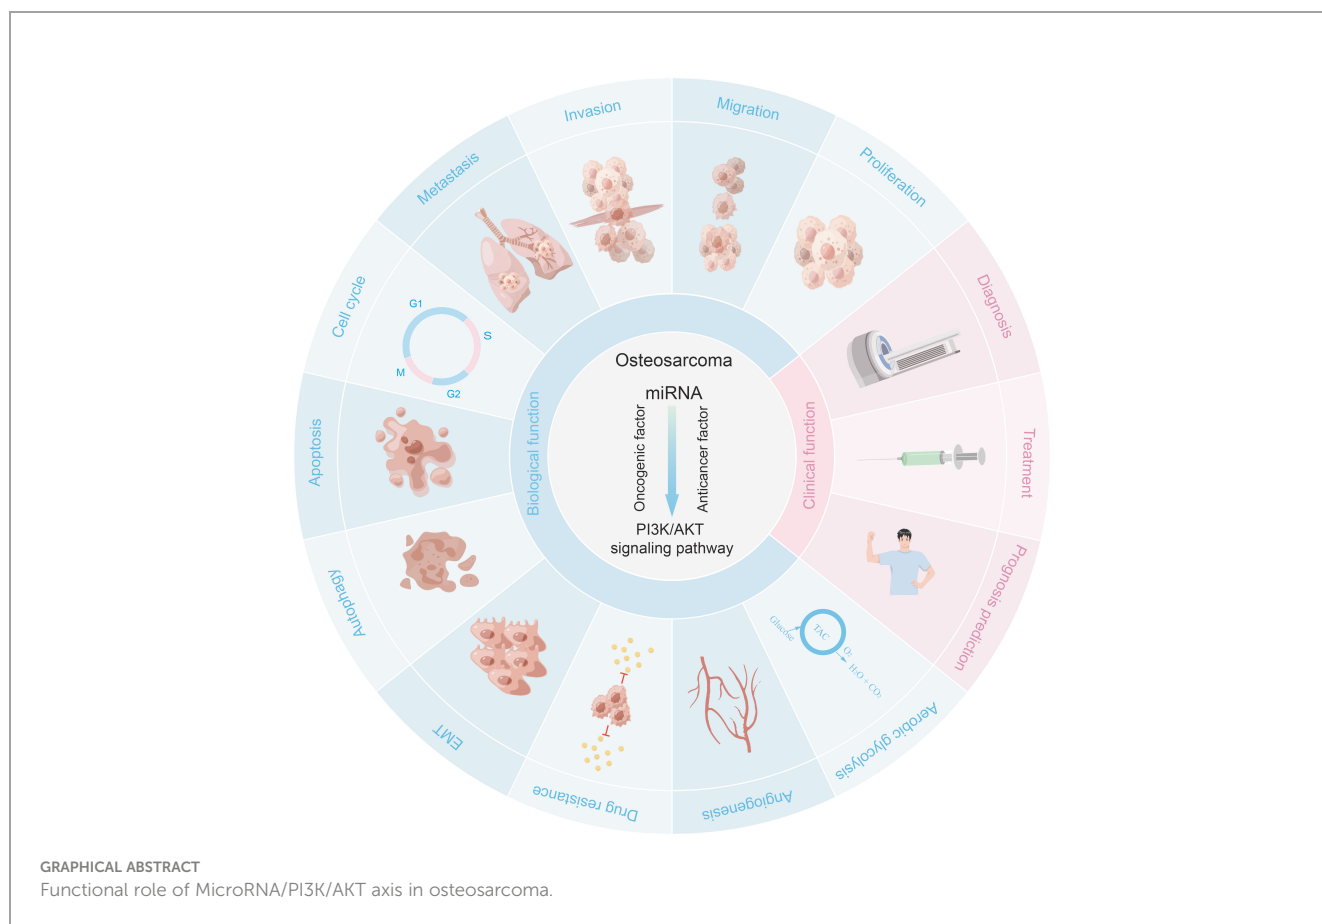 Invasion
Migration
Proliferation
Diagnosis
Treatment
Prognosis prediction
Aerobic glycolysis
Angiogenesis
Drug resistance
EMT
Autophagy
Apoptosis
Cell cycle
Metastasis
G1
S
M
G2
Glucose
TAC
O₂
H₂O + CO₂
Biological function
Clinical function
Osteosarcoma
miRNA
Oncogenic factor
Anticancer factor
PI3K/AKT
signaling pathway
GRAPHICAL ABSTRACT
Functional role of MicroRNA/PI3K/AKT axis in osteosarcoma.